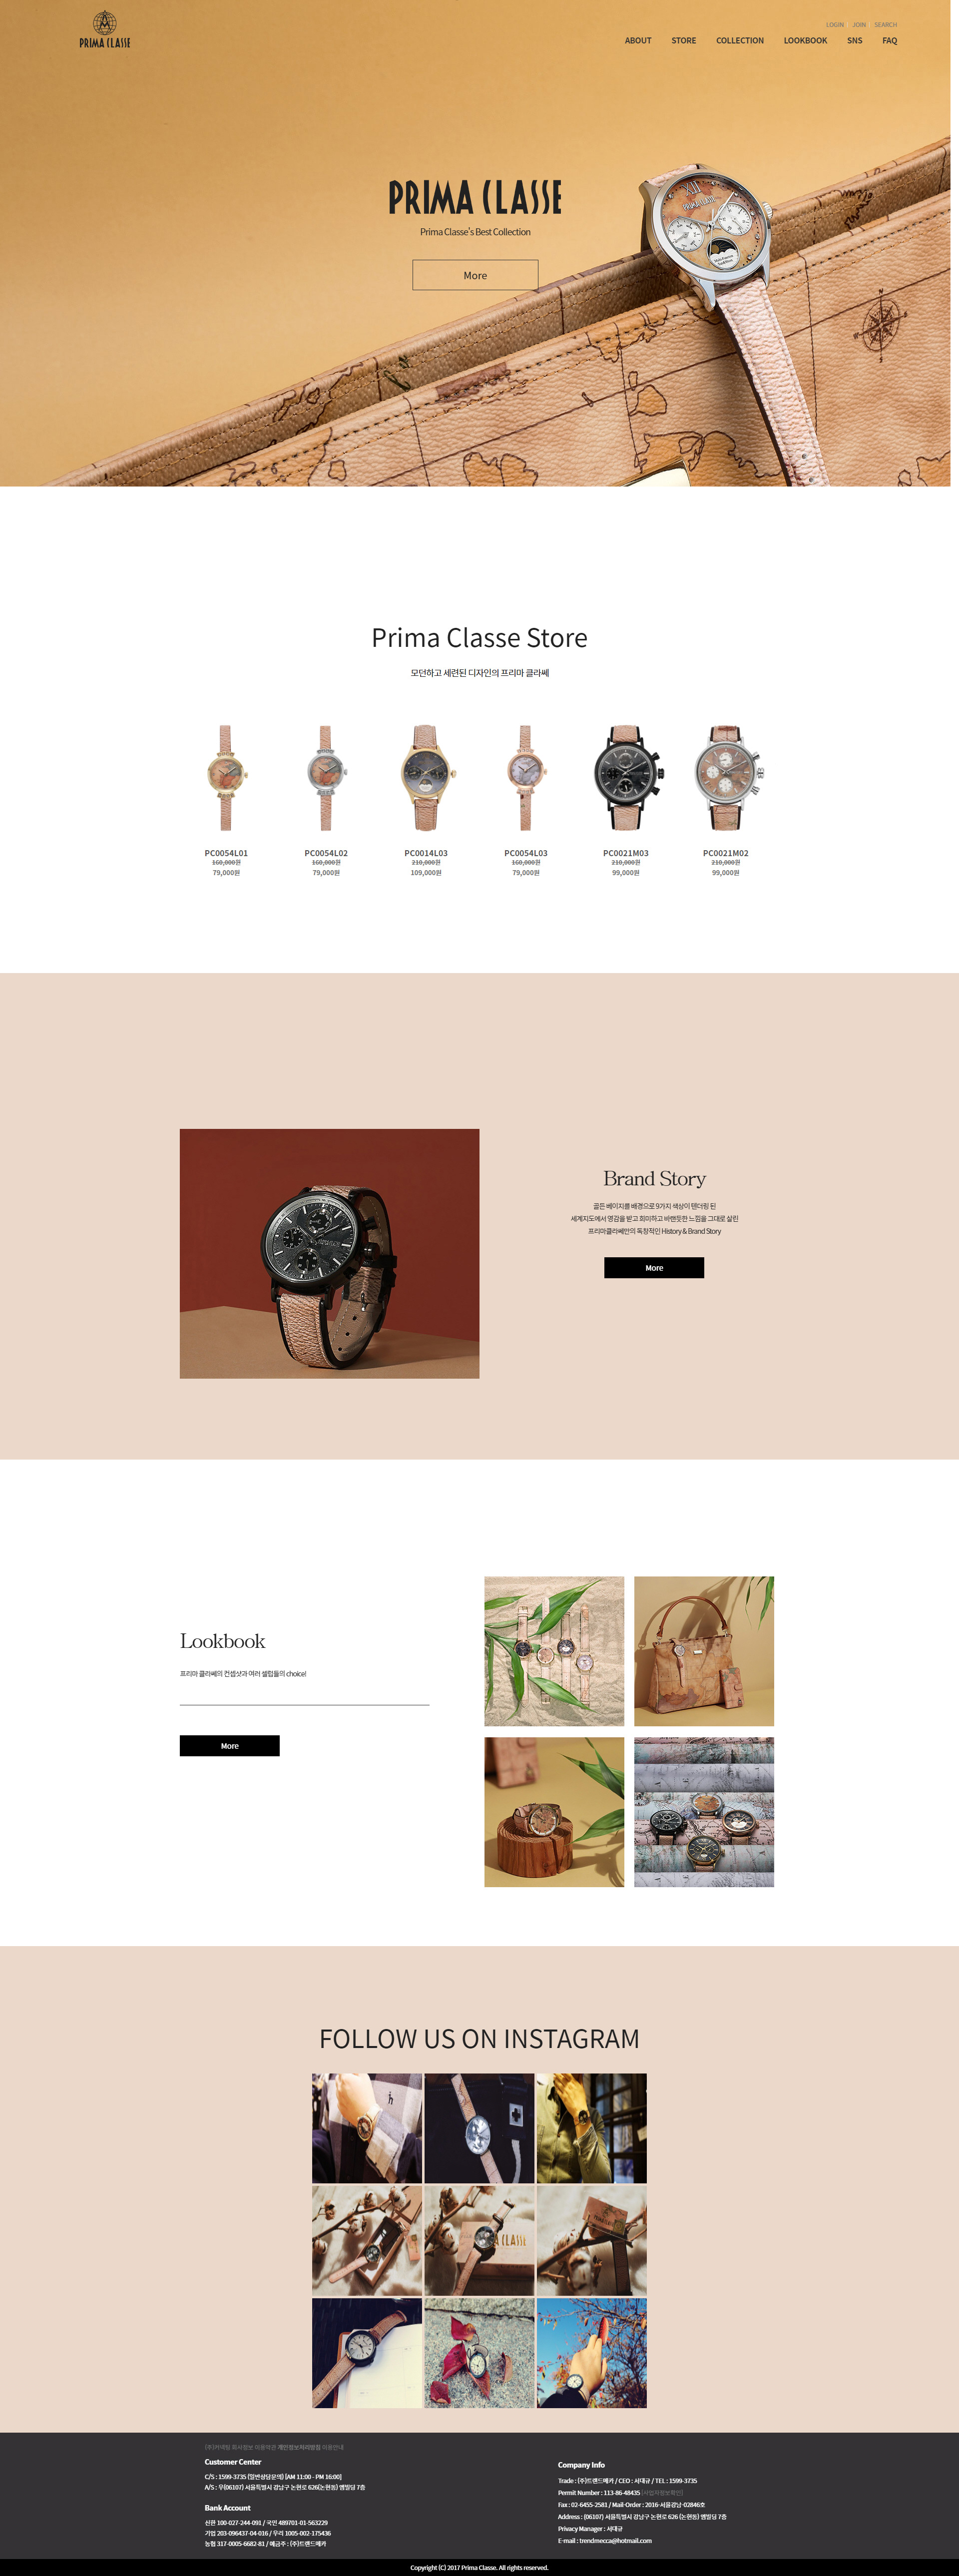 PRIMA CLASSE
LOGIN JOIN SEARCH
ABOUT STORE COLLECTION LOOKBOOK SNS FAQ
PRIMA CLASSE
Prima Classe's Best Collection
More
Prima Classe Store
모던하고 세련된 디자인의 프리마 클라쎄
PC0054L01 PC0054L02 PC0014L03 PC0054L03 PC0021M03 PC0021M02
160,000원 160,000원 210,000원 160,000원 210,000원 210,000원
79,000원 79,000원 109,000원 79,000원 99,000원 99,000원
Brand Story
골든 베이지를 배경으로 9가지 색상이 텐더링 된
세계지도에서 영감을 받고 희미하고 바랜듯한 느낌을 그대로 살린
프리마클라쎄만의 독창적인 History & Brand Story
More
Lookbook
프리마 클라쎄의 컨셉샷과 여러 셀럽들의 choice!
More
FOLLOW US ON INSTAGRAM
(주)커넥팅 회사정보 이용약관 개인정보처리방침 이용안내
Customer Center
C/S : 1599-3735 (일반상담문의) [AM 11:00 - PM 16:00]
A/S : 우(06107) 서울특별시 강남구 논현로 626(논현동) 엠빌딩 7층
Bank Account
신한 100-027-244-091 / 국민 489701-01-563229
기업 203-096437-04-016 / 우리 1005-002-175436
농협 317-0005-6682-81 / 예금주 : (주)트랜드메카
Company Info
Trade : (주)트랜드메카 / CEO : 서대규 / TEL : 1599-3735
Permit Number : 113-86-48435 [사업자정보확인]
Fax : 02-6455-2581 / Mail-Order : 2016-서울강남-02846호
Address : (06107) 서울특별시 강남구 논현로 626 (논현동) 엠빌딩 7층
Privacy Manager : 서대규
E-mail : trendmecca@hotmail.com
Copyright (C) 2017 Prima Classe. All rights reserved.